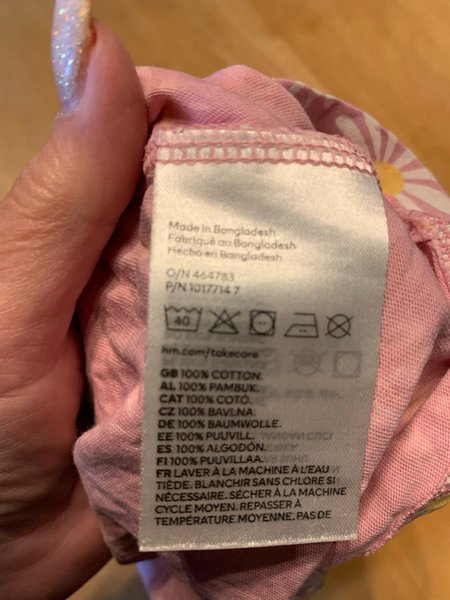 Made in Bangladesh
Fabriqué au Bangladesh
Hecho en Bangladesh
O/N 464783
P/N 1017714 7
40
hm.com/takecare
GB 100% COTTON.
AL 100% PAMBUK.
CAT 100% COTÓ.
CZ 100% BAVLNA.
DE 100% BAUMWOLLE.
EE 100% PUUVILL.
ES 100% ALGODÓN.
FI 100% PUUVILLAA.
FR LAVER À LA MACHINE À L'EAU
TIÈDE. BLANCHIR SANS CHLORE SI
NÉCESSAIRE. SÉCHER À LA MACHINE
CYCLE MOYEN. REPASSER À
TEMPÉRATURE MOYENNE. PAS DE